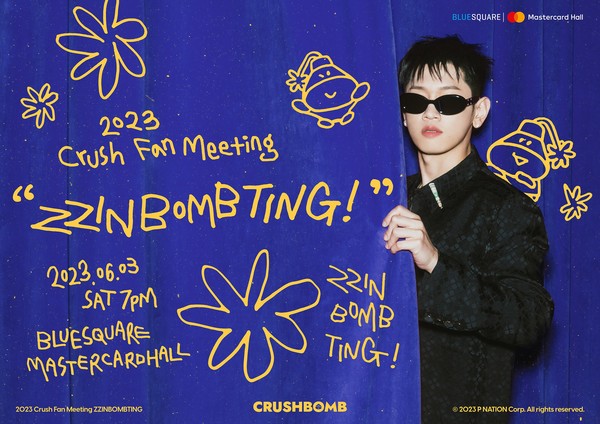 BLUESQUARE | Mastercard Hall
2023
Crush Fan Meeting
“ZZINBOMBTING!”
2023.06.03
SAT 7PM
BLUESQUARE
MASTERCARDHALL
ZZIN
BOMB
TING!
2023 Crush Fan Meeting ZZINBOMBTING
CRUSHBOMB
© 2023 P NATION Corp. All rights reserved.